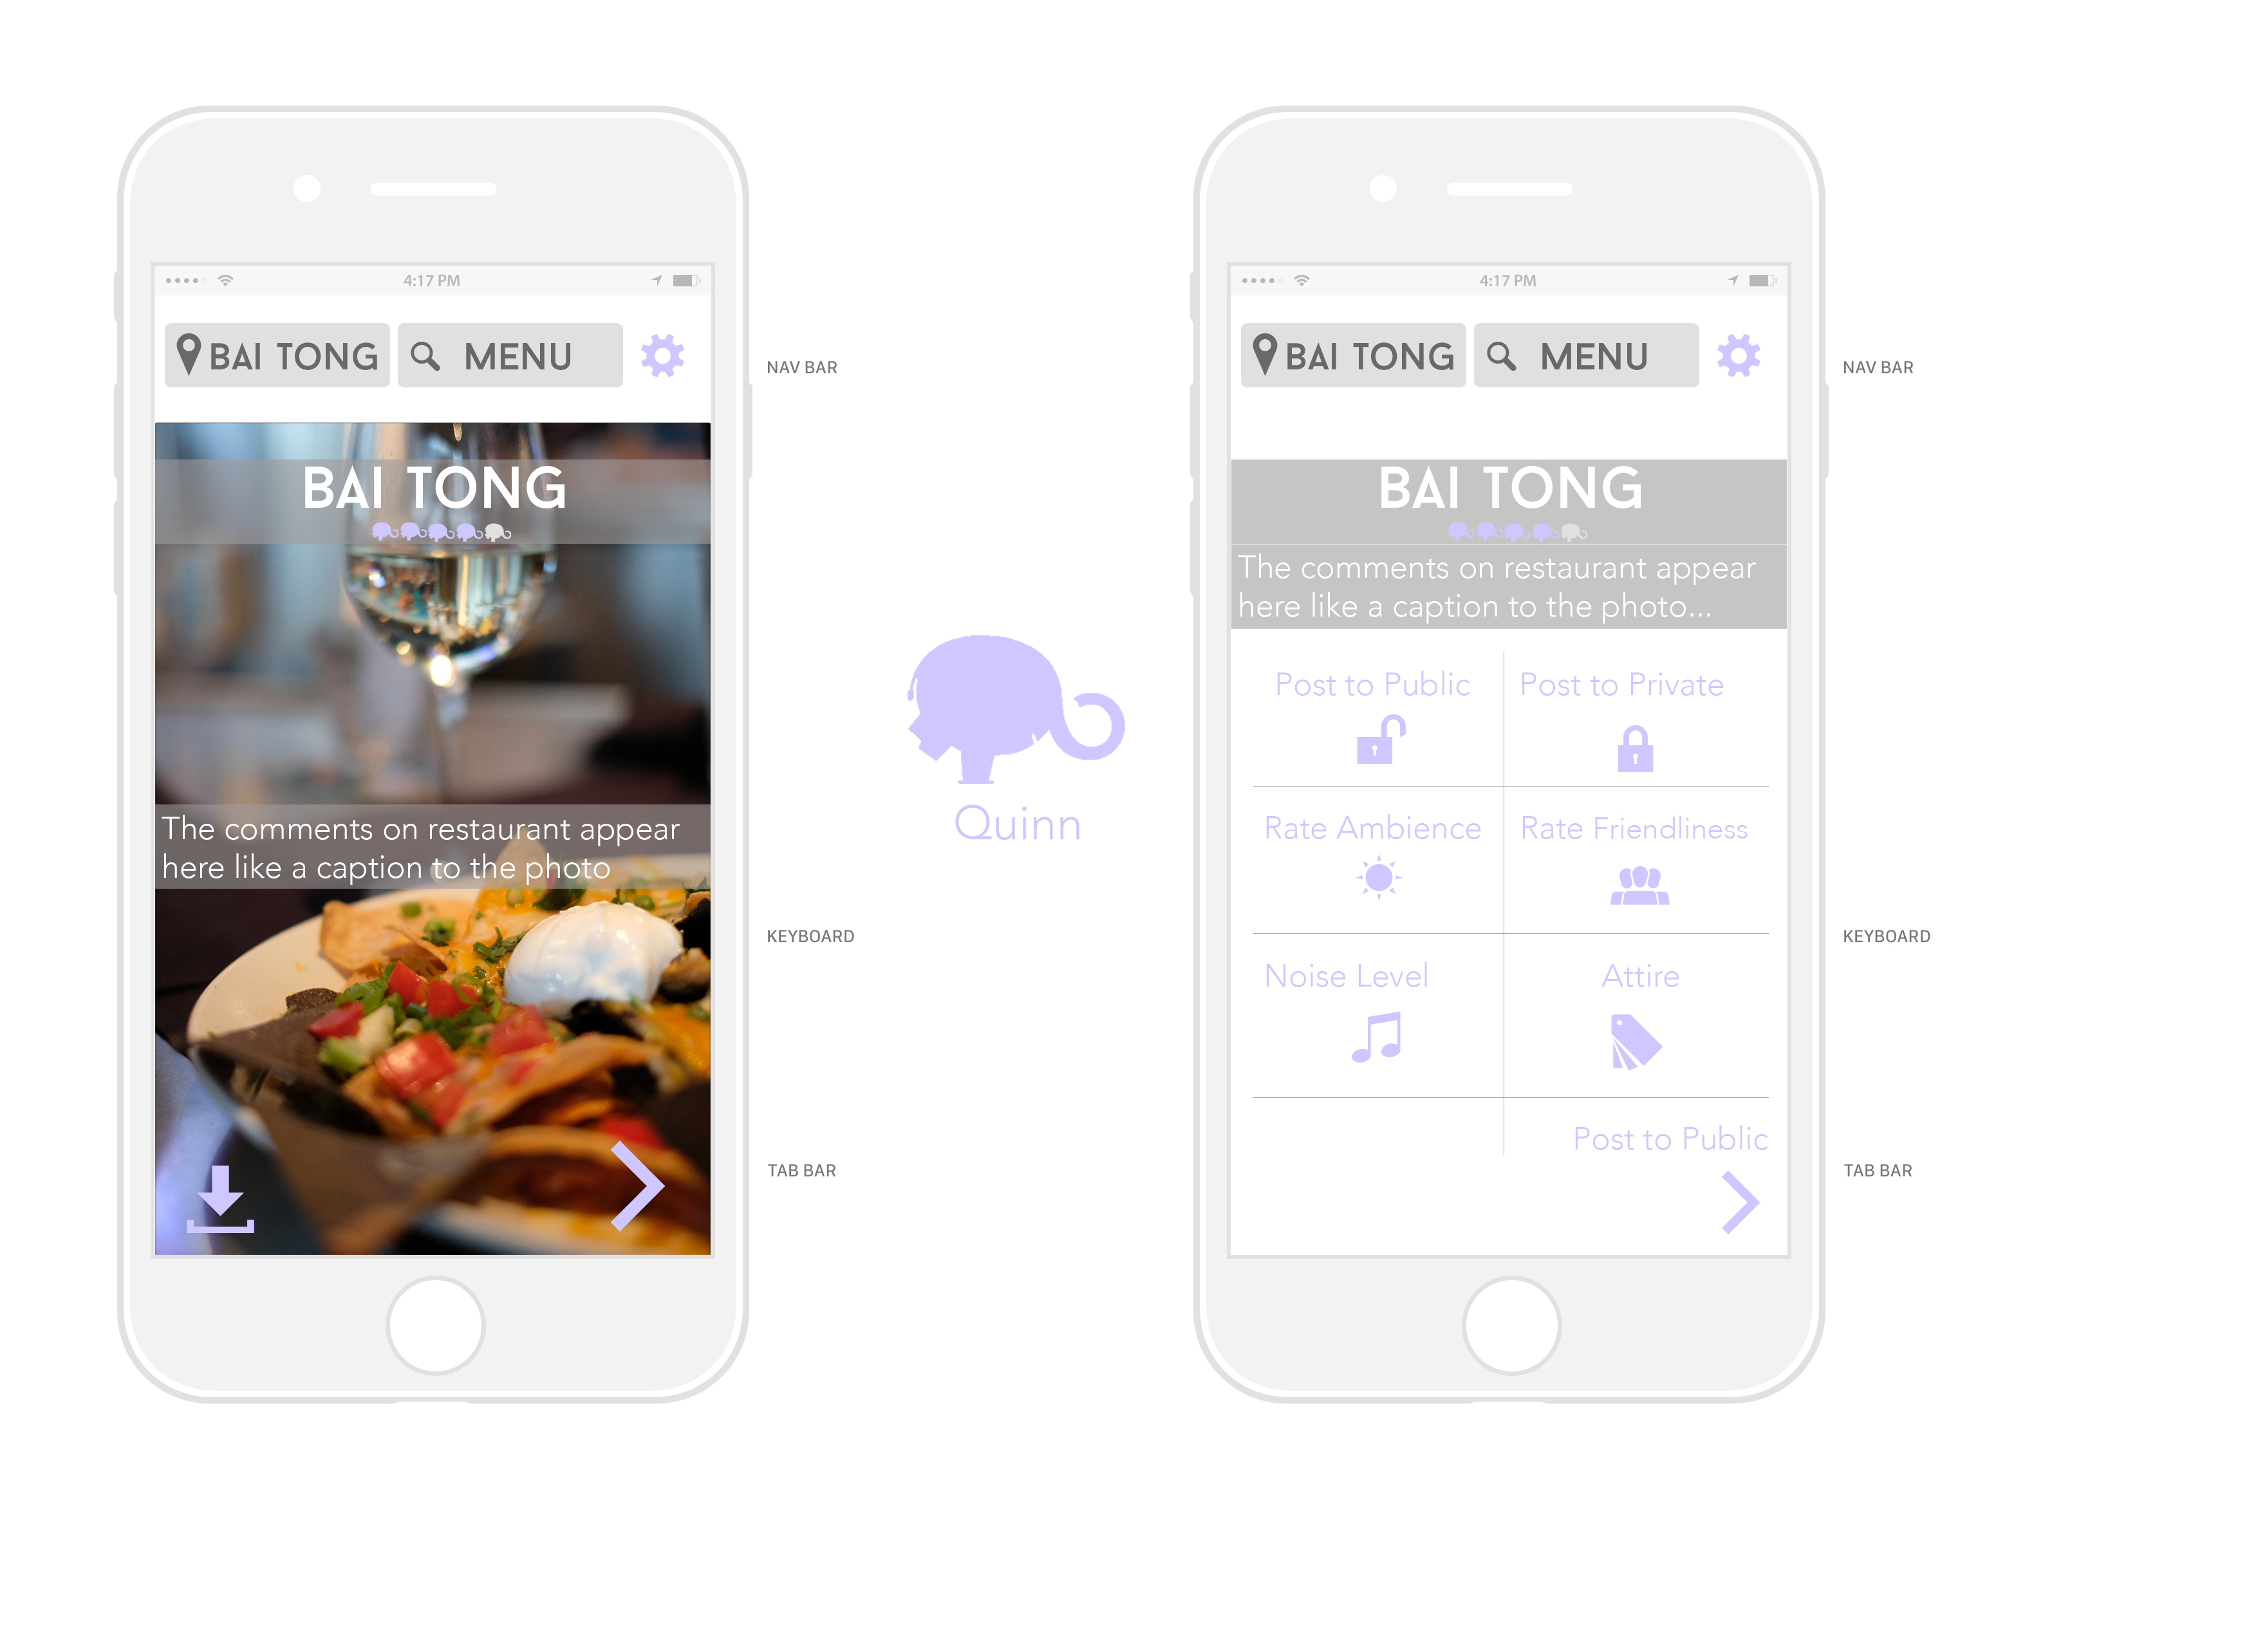 4:17 PM
BAI TONG
MENU
NAV BAR
BAI TONG
The comments on restaurant appear
here like a caption to the photo
KEYBOARD
TAB BAR
Quinn
4:17 PM
BAI TONG
MENU
NAV BAR
BAI TONG
The comments on restaurant appear
here like a caption to the photo...
Post to Public
Post to Private
Rate Ambience
Rate Friendliness
KEYBOARD
Noise Level
Attire
Post to Public
TAB BAR